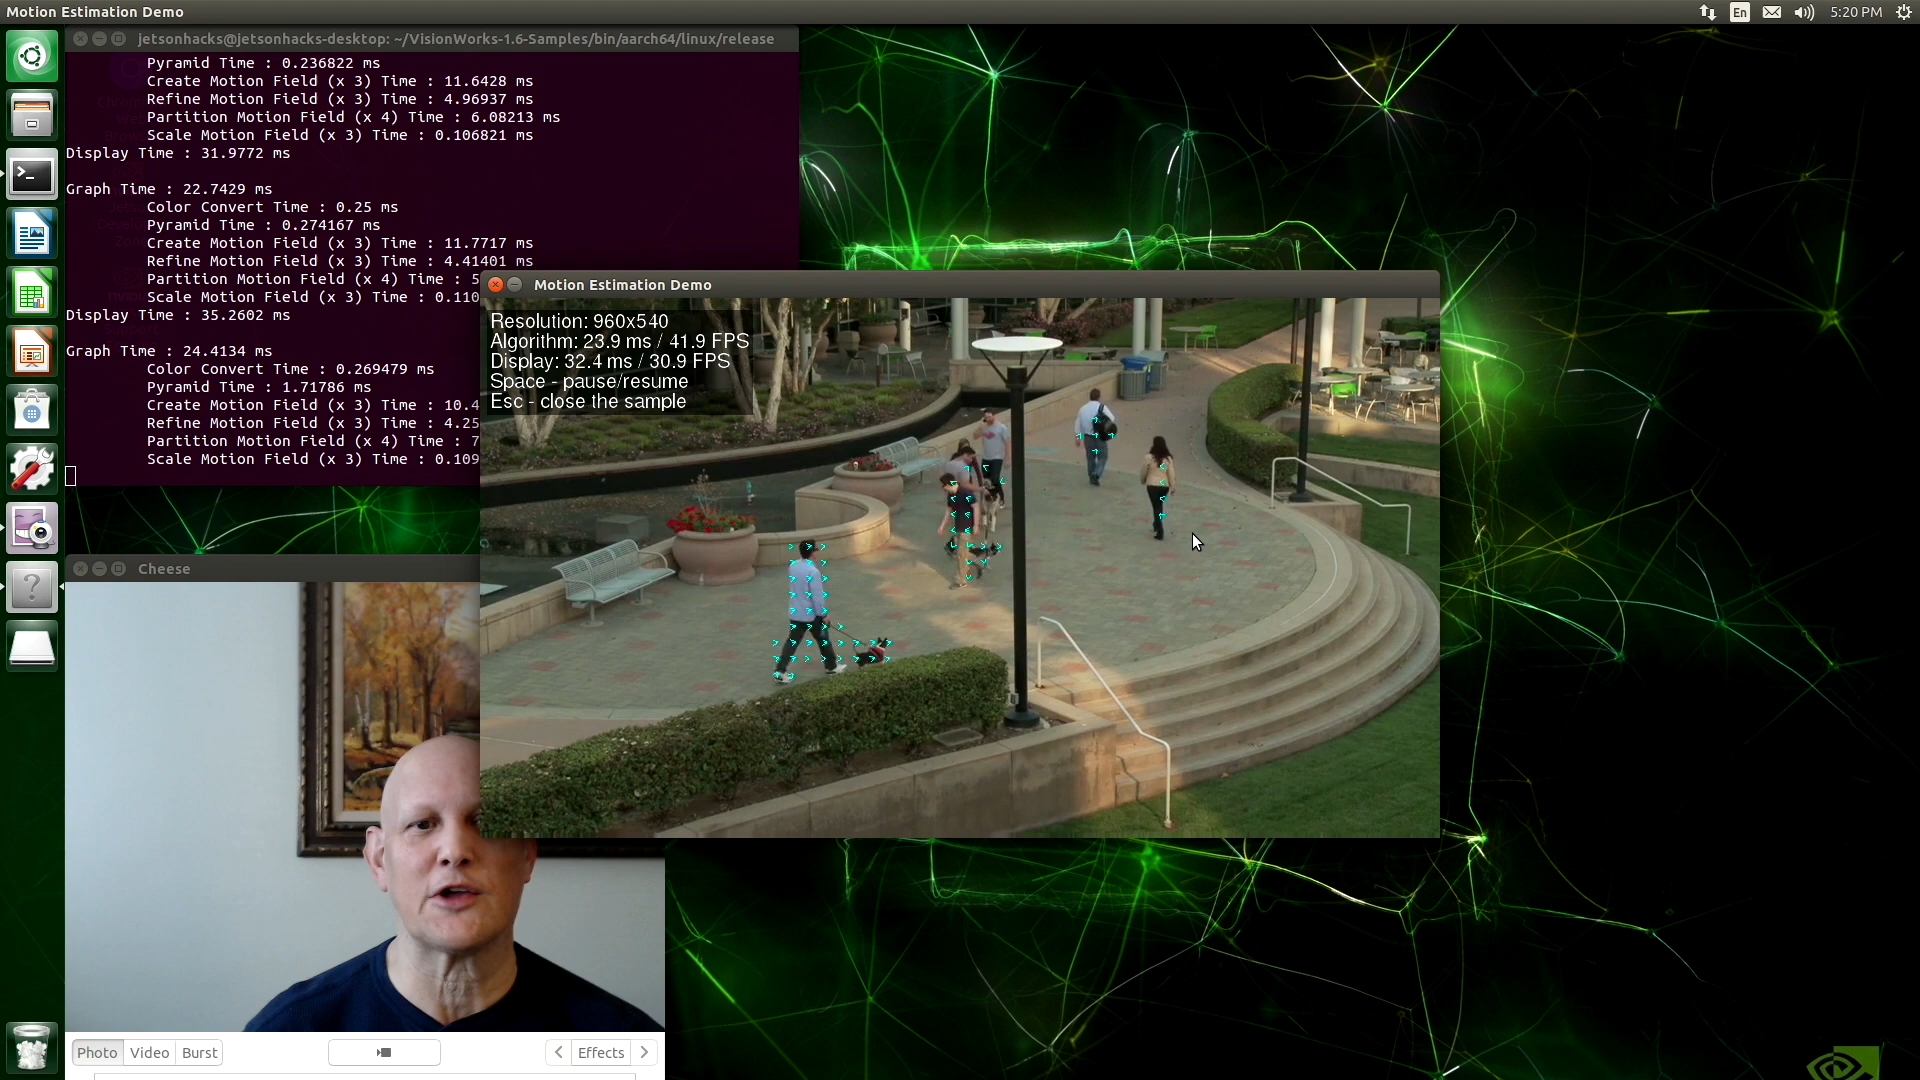 Motion Estimation Demo
En
5:20 PM
jetsonhacks@jetsonhacks-desktop: ~/VisionWorks-1.6-Samples/bin/aarch64/linux/release
Pyramid Time : 0.236822 ms
Create Motion Field (x 3) Time : 11.6428 ms
Refine Motion Field (x 3) Time : 4.96937 ms
Partition Motion Field (x 4) Time : 6.08213 ms
Scale Motion Field (x 3) Time : 0.106821 ms
Display Time : 31.9772 ms
Graph Time : 22.7429 ms
Color Convert Time : 0.25 ms
Pyramid Time : 0.274167 ms
Create Motion Field (x 3) Time : 11.7717 ms
Refine Motion Field (x 3) Time : 4.41401 ms
Partition Motion Field (x 4) Time : 5
Scale Motion Field (x 3) Time : 0.110
Display Time : 35.2602 ms
Graph Time : 24.4134 ms
Color Convert Time : 0.269479 ms
Pyramid Time : 1.71786 ms
Create Motion Field (x 3) Time : 10.4
Refine Motion Field (x 3) Time : 4.25
Partition Motion Field (x 4) Time : 7
Scale Motion Field (x 3) Time : 0.109
Motion Estimation Demo
Resolution: 960x540
Algorithm: 23.9 ms / 41.9 FPS
Display: 32.4 ms / 30.9 FPS
Space - pause/resume
Esc - close the sample
Cheese
Photo
Video
Burst
Effects